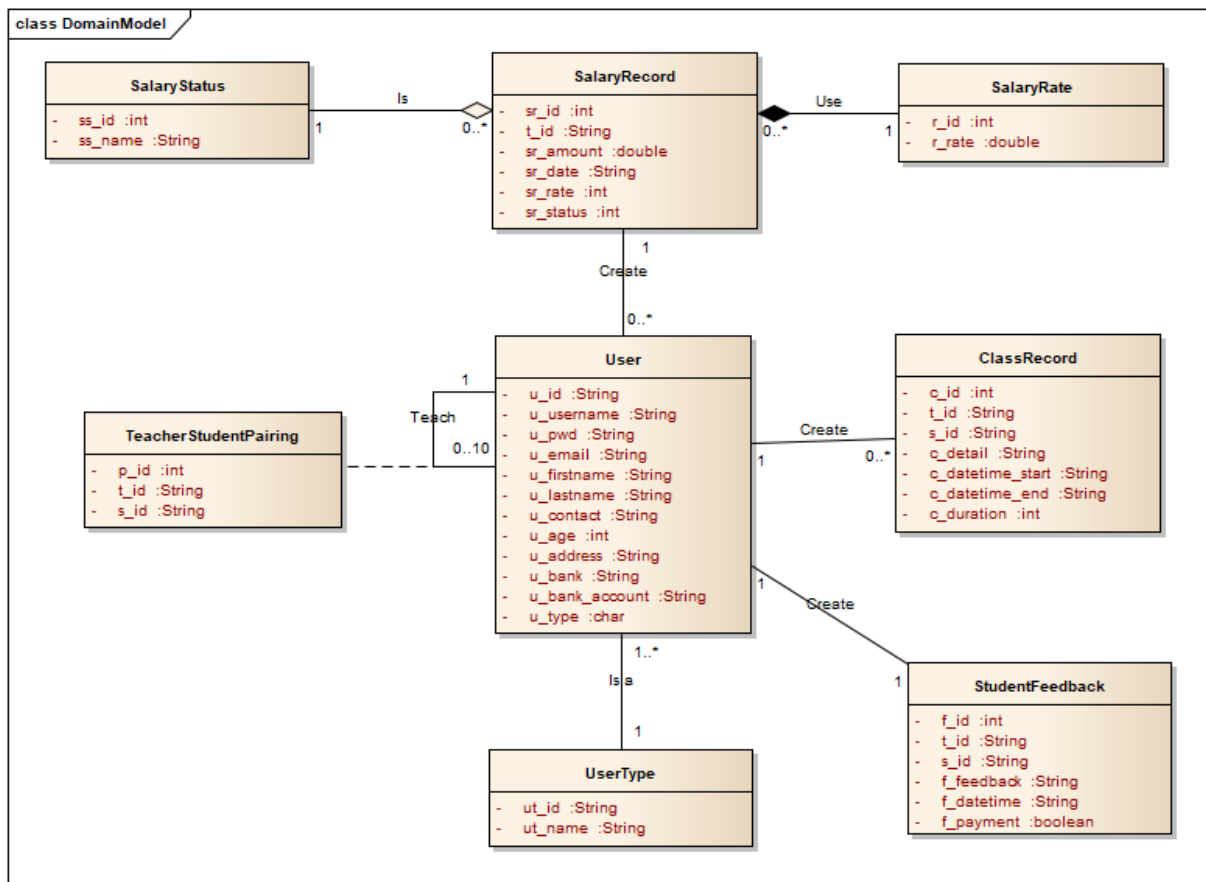 class DomainModel
SalaryStatus
- ss_id :int
- ss_name :String
Is
1
0..*
SalaryRecord
- sr_id :int
- t_id :String
- sr_amount :double
- sr_date :String
- sr_rate :int
- sr_status :int
Use
0..*
1
SalaryRate
- r_id :int
- r_rate :double
1
Create
0..*
TeacherStudentPairing
- p_id :int
- t_id :String
- s_id :String
1
Teach
0..10
User
- u_id :String
- u_username :String
- u_pwd :String
- u_email :String
- u_firstname :String
- u_lastname :String
- u_contact :String
- u_age :int
- u_address :String
- u_bank :String
- u_bank_account :String
- u_type :char
Create
1
0..*
ClassRecord
- c_id :int
- t_id :String
- s_id :String
- c_detail :String
- c_datetime_start :String
- c_datetime_end :String
- c_duration :int
1
Create
1
StudentFeedback
- f_id :int
- t_id :String
- s_id :String
- f_feedback :String
- f_datetime :String
- f_payment :boolean
1..*
Is a
1
UserType
- ut_id :String
- ut_name :String